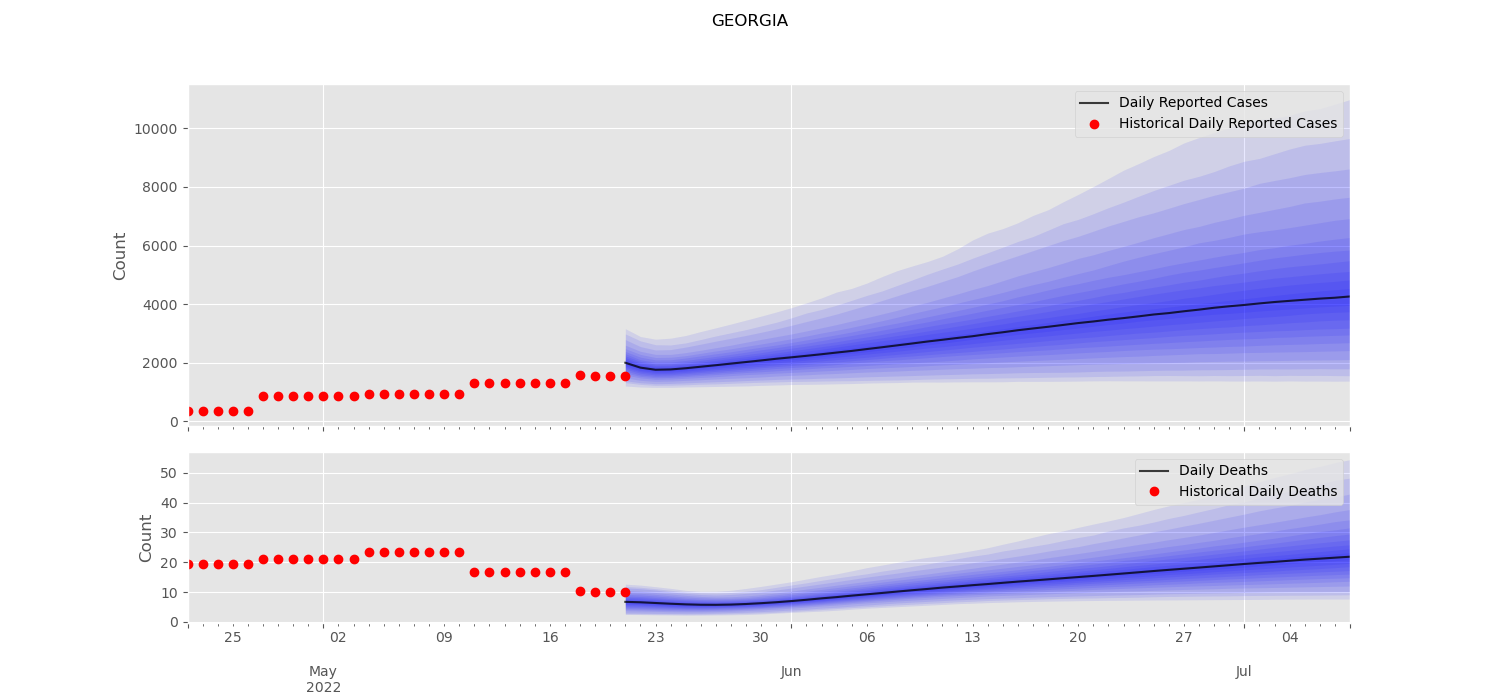 GEORGIA
Daily Reported Cases
Historical Daily Reported Cases
Count
10000
8000
6000
4000
2000
0
Daily Deaths
Historical Daily Deaths
Count
50
40
30
20
10
0
25 02 09 16 23 30 06 13 20 27 04
May Jun Jul
2022